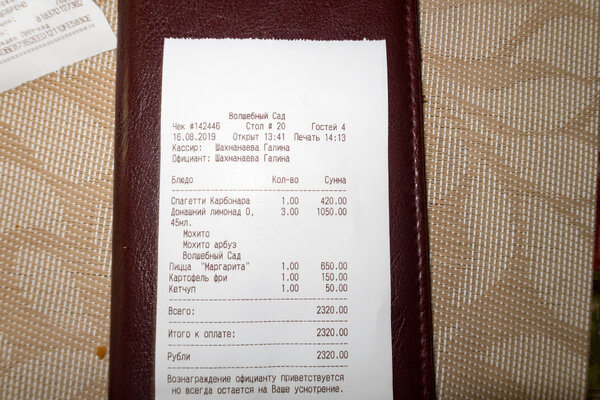 Волшебный Сад
Чек #142446 Стол # 20 Гостей 4
16.08.2019 Открыт 13:41 Печать 14:13
Кассир: Шахманаева Галина
Официант: Шахманаева Галина
Блюдо Кол-во Сумма
Спагетти Карбонара 1.00 420.00
Домашний лимонад 0, 3.00 1050.00
45мл.
Мохито
Мохито арбуз
Волшебный Сад
Пицца "Маргарита" 1.00 650.00
Картофель фри 1.00 150.00
Кетчуп 1.00 50.00
Всего: 2320.00
Итого к оплате: 2320.00
Рубли 2320.00
Вознаграждение официанту приветствуется
но всегда остается на Ваше усмотрение.